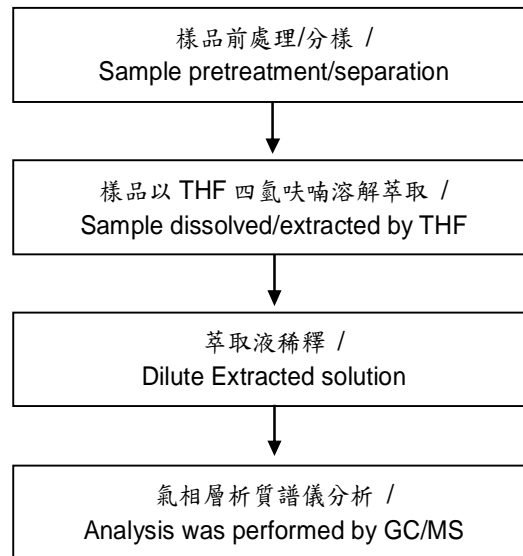 樣品前處理/分樣 /
Sample pretreatment/separation
樣品以 THF 四氫呋喃溶解萃取 /
Sample dissolved/extracted by THF
萃取液稀釋 /
Dilute Extracted solution
氣相層析質譜儀分析 /
Analysis was performed by GC/MS